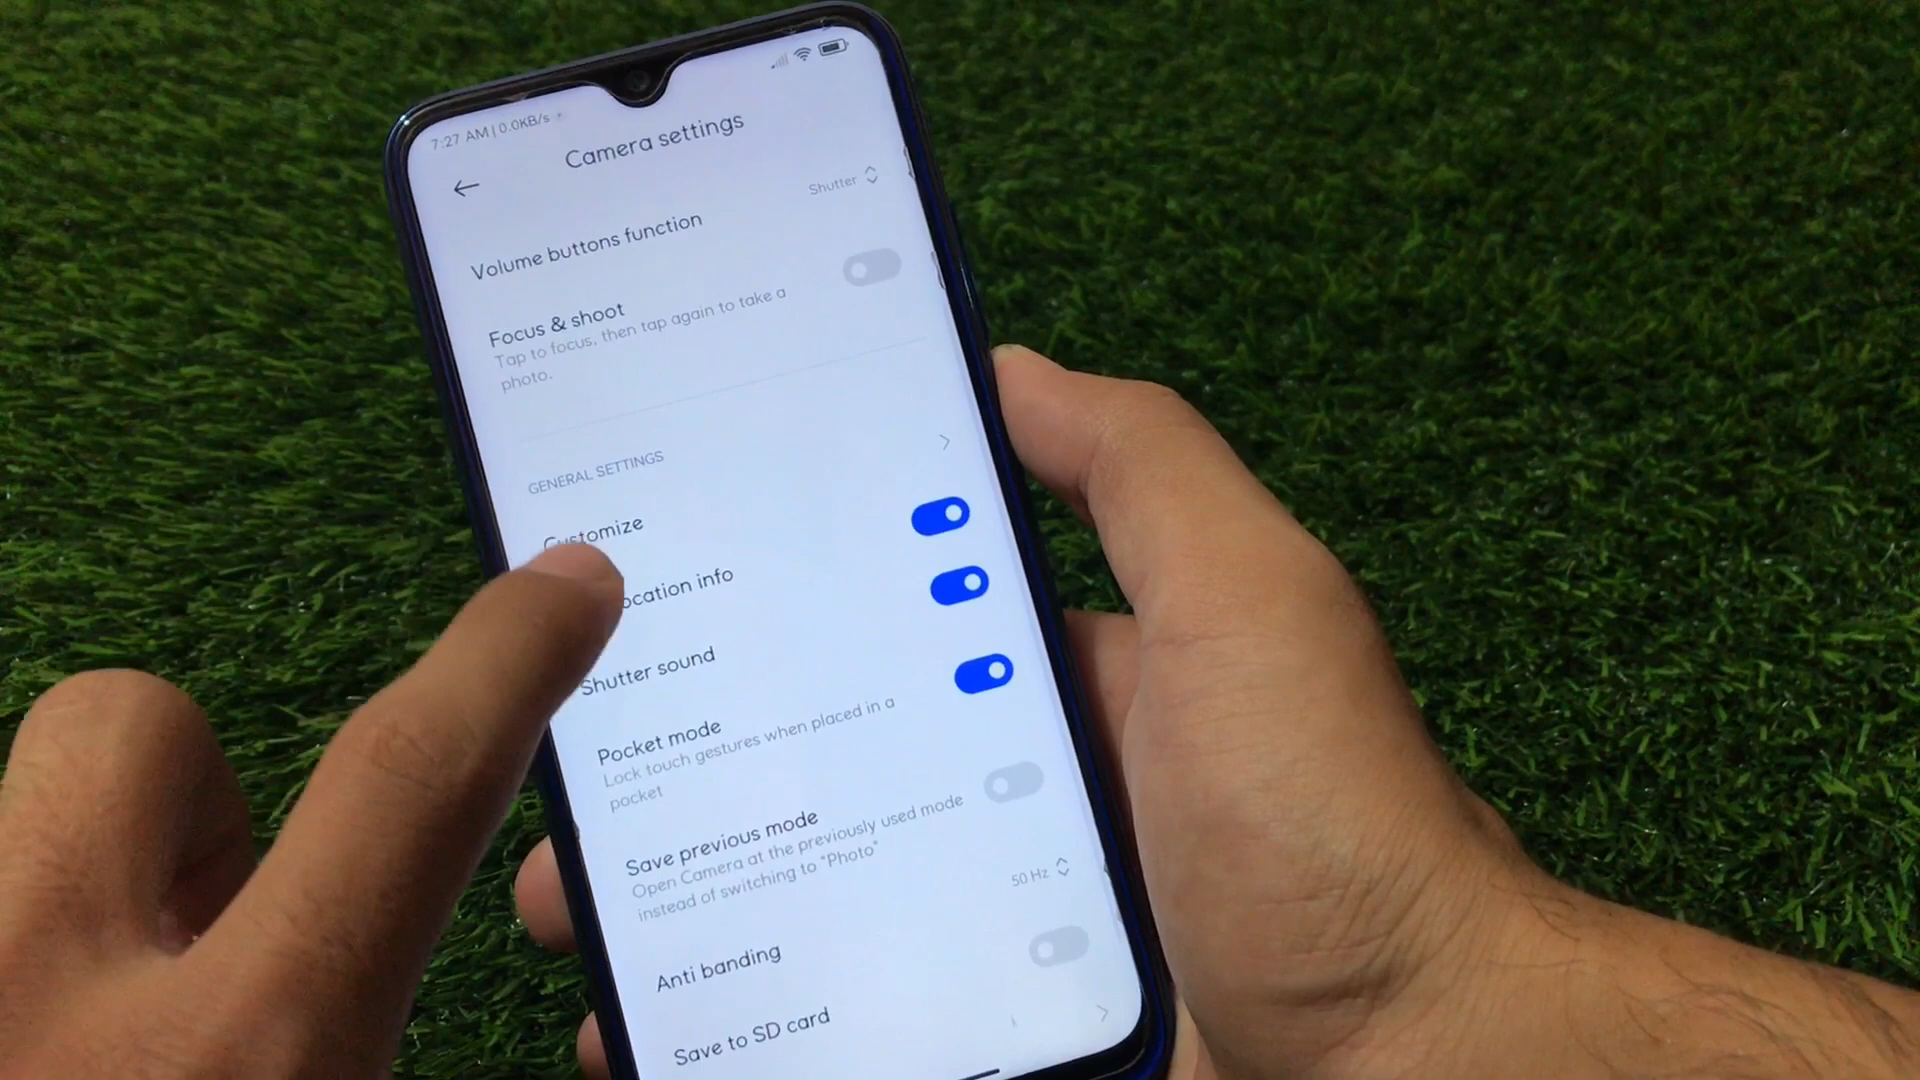 7:27 AM | 0.0KB/s
Camera settings
Volume buttons function
Shutter
Focus & shoot
Tap to focus, then tap again to take a
photo.
GENERAL SETTINGS
Customize
ocation info
Shutter sound
Pocket mode
Lock touch gestures when placed in a
pocket
Save previous mode
Open Camera at the previously used mode
instead of switching to "Photo"
Anti banding
50 Hz
Save to SD card